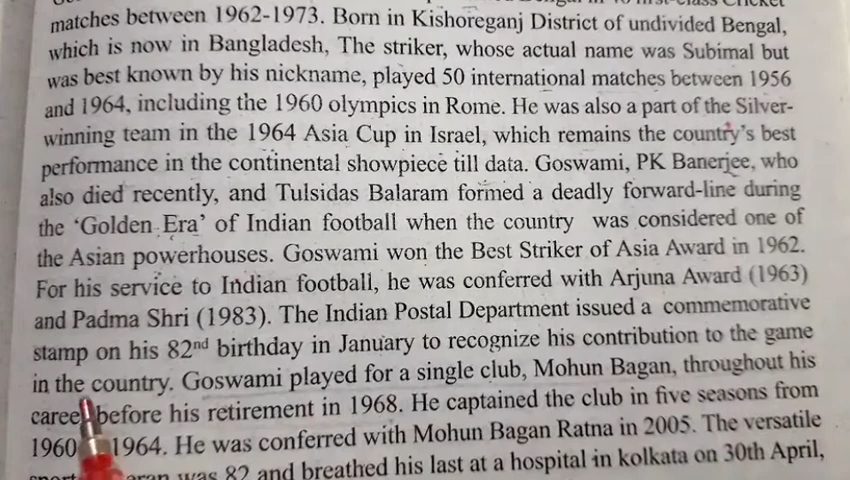 first-class Cricket
matches between 1962-1973. Born in Kishoreganj District of undivided Bengal,
which is now in Bangladesh, The striker, whose actual name was Subimal but
was best known by his nickname, played 50 international matches between 1956
and 1964, including the 1960 olympics in Rome. He was also a part of the Silver-
winning team in the 1964 Asia Cup in Israel, which remains the country's best
performance in the continental showpiece till data. Goswami, PK Banerjee, who
also died recently, and Tulsidas Balaram formed a deadly forward-line during
the 'Golden Era' of Indian football when the country was considered one of
the Asian powerhouses. Goswami won the Best Striker of Asia Award in 1962.
For his service to Indian football, he was conferred with Arjuna Award (1963)
and Padma Shri (1983). The Indian Postal Department issued a commemorative
stamp on his 82nd birthday in January to recognize his contribution to the game
in the country. Goswami played for a single club, Mohun Bagan, throughout his
before his retirement in 1968. He captained the club in five seasons from
1960 1964. He was conferred with Mohun Bagan Ratna in 2005. The versatile
was 82 and breathed his last at a hospital in kolkata on 30th April,